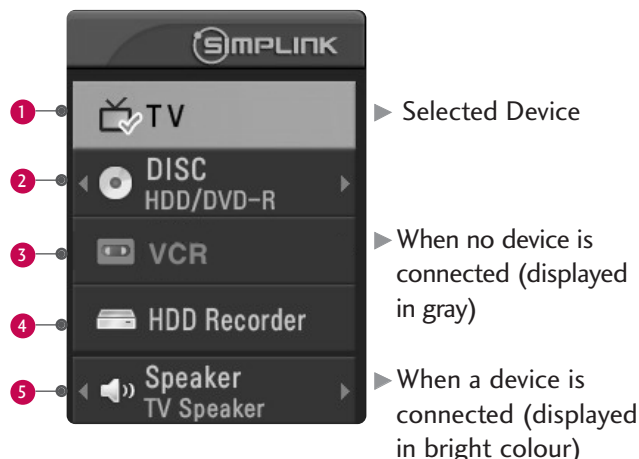 SIMPLINK
1 TV ▶ Selected Device
2 DISC
HDD/DVD-R
3 VCR ▶ When no device is
connected (displayed
in gray)
4 HDD Recorder
5 Speaker ▶ When a device is
TV Speaker connected (displayed
in bright colour)